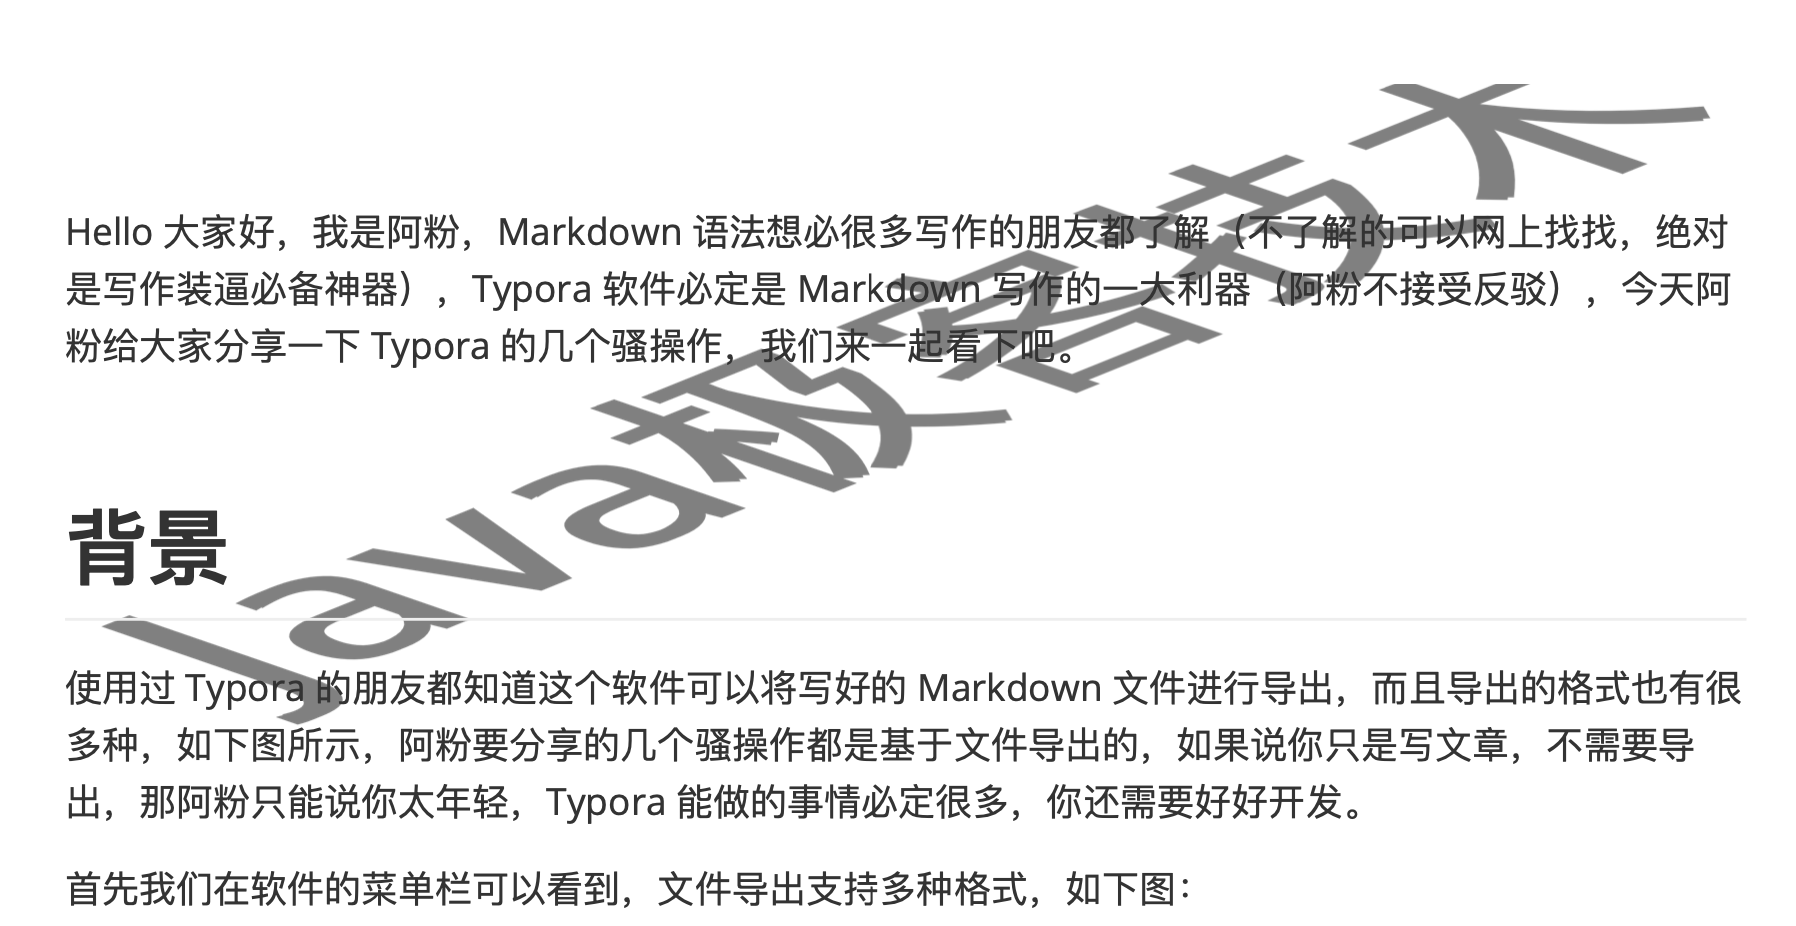 Hello 大家好，我是阿粉，Markdown 语法想必很多写作的朋友都了解（不了解的可以网上找找，绝对
是写作装逼必备神器），Typora 软件必定是 Markdown 写作的一大利器（阿粉不接受反驳），今天阿
粉给大家分享一下 Typora 的几个骚操作，我们来一起看下吧。
背景
使用过 Typora 的朋友都知道这个软件可以将写好的 Markdown 文件进行导出，而且导出的格式也有很
多种，如下图所示，阿粉要分享的几个骚操作都是基于文件导出的，如果说你只是写文章，不需要导
出，那阿粉只能说你太年轻，Typora 能做的事情必定很多，你还需要好好开发。
首先我们在软件的菜单栏可以看到，文件导出支持多种格式，如下图：
Java极客技术